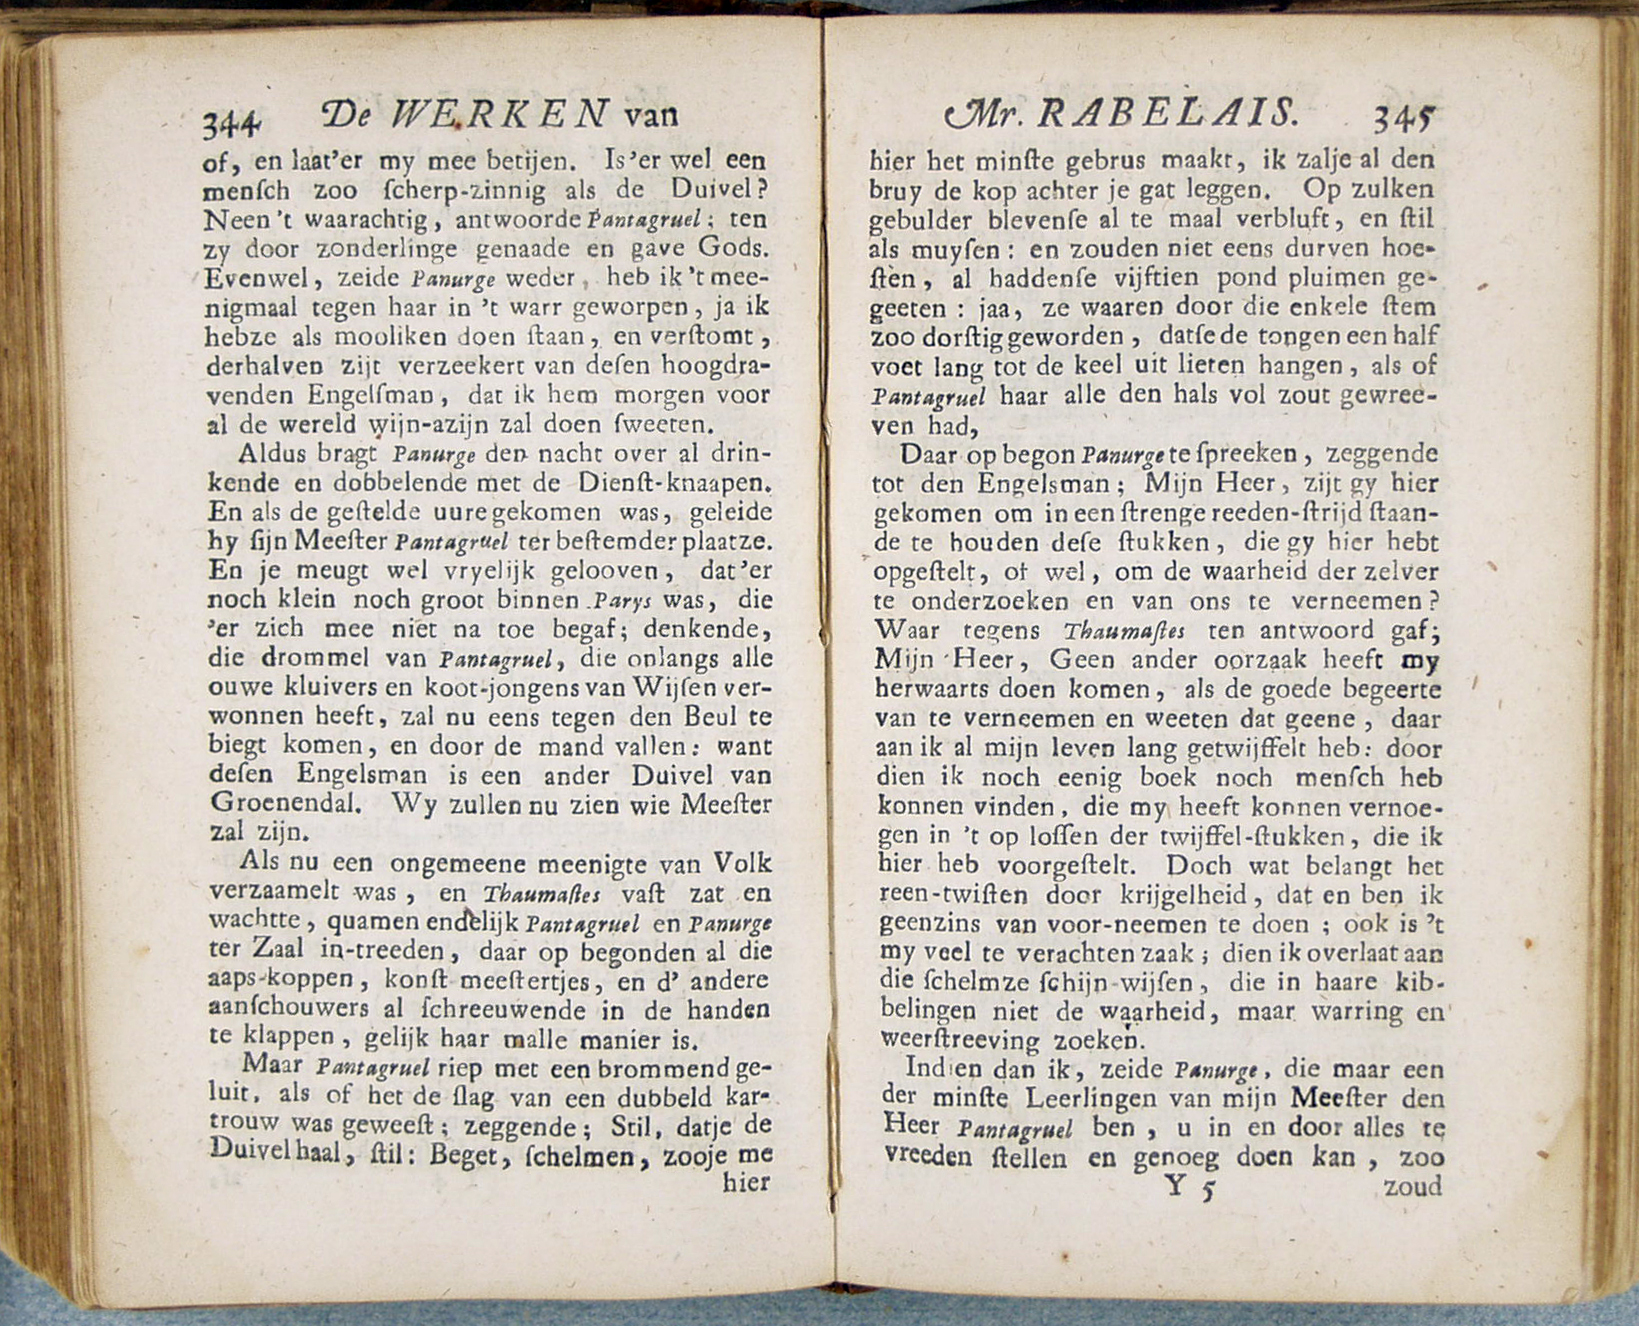 344 De WERKEN van
of, en laat'er my mee betijen. Is'er wel een
menſch zoo ſcherp-zinnig als de Duivel?
Neen 't waarachtig, antwoorde Pantagruel; ten
zy door zonderlinge genaade en gave Gods.
Evenwel, zeide Panurge weder, heb ik 't mee-
nigmaal tegen haar in 't warr geworpen, ja ik
hebze als mooliken doen ſtaan, en verſtomt,
derhalven zijt verzeekert van deſen hoogdra-
venden Engelſman, dat ik hem morgen voor
al de wereld wijn-azijn zal doen ſweeten.
Aldus bragt Panurge den nacht over al drin-
kende en dobbelende met de Dienſt-knaapen.
En als de geſtelde uure gekomen was, geleide
hy ſijn Meeſter Pantagruel ter beſtemder plaatze.
En je meugt wel vryelijk gelooven, dat'er
noch klein noch groot binnen Parys was, die
'er zich mee niet na toe begaf; denkende,
die drommel van Pantagruel, die onlangs alle
ouwe kluivers en koot-jongens van Wijſen ver-
wonnen heeft, zal nu eens tegen den Beul te
biegt komen, en door de mand vallen: want
deſen Engelsman is een ander Duivel van
Groenendal. Wy zullen nu zien wie Meeſter
zal zijn.
Als nu een ongemeene meenigte van Volk
verzaamelt was, en Thaumaſtes vaſt zat en
wachtte, quamen endelijk Pantagruel en Panurge
ter Zaal in-treeden, daar op begonden al die
aaps-koppen, konſt meeſtertjes, en d' andere
aanſchouwers al ſchreeuwende in de handen
te klappen, gelijk haar malle manier is.
Maar Pantagruel riep met een brommend ge-
luit, als of het de ſlag van een dubbeld kar-
trouw was geweeſt; zeggende; Stil, datje de
Duivel haal, ſtil: Beget, ſchelmen, zooje me
hier
Mr. RABELAIS. 345
hier het minſte gebrus maakt, ik zalje al den
bruy de kop achter je gat leggen. Op zulken
gebulder blevenſe al te maal verbluft, en ſtil
als muyſen: en zouden niet eens durven hoe-
ſten, al haddenſe vijftien pond pluimen ge-
geeten: jaa, ze waaren door die enkele ſtem
zoo dorſtig geworden, datſe de tongen een half
voet lang tot de keel uit lieten hangen, als of
Pantagruel haar alle den hals vol zout gewree-
ven had,
Daar op begon Panurge te ſpreeken, zeggende
tot den Engelsman; Mijn Heer, zijt gy hier
gekomen om in een ſtrenge reeden-ſtrijd ſtaan-
de te houden deſe ſtukken, die gy hier hebt
opgeſtelt, of wel, om de waarheid der zelver
te onderzoeken en van ons te verneemen?
Waar tegens Thaumaſtes ten antwoord gaf;
Mijn Heer, Geen ander oorzaak heeft my
herwaarts doen komen, als de goede begeerte
van te verneemen en weeten dat geene, daar
aan ik al mijn leven lang getwijffelt heb: door
dien ik noch eenig boek noch menſch heb
konnen vinden, die my heeft konnen vernoe-
gen in 't op loſſen der twijffel-ſtukken, die ik
hier heb voorgeſtelt. Doch wat belangt het
reen-twiſten door krijgelheid, dat en ben ik
geenzins van voor-neemen te doen; ook is 't
my veel te verachten zaak; dien ik overlaat aan
die ſchelmze ſchijn-wijſen, die in haare kib-
belingen niet de waarheid, maar warring en
weerſtreeving zoeken.
Indien dan ik, zeide Panurge, die maar een
der minſte Leerlingen van mijn Meeſter den
Heer Pantagruel ben, u in en door alles te
vreeden ſtellen en genoeg doen kan, zoo
Y 5 zoud